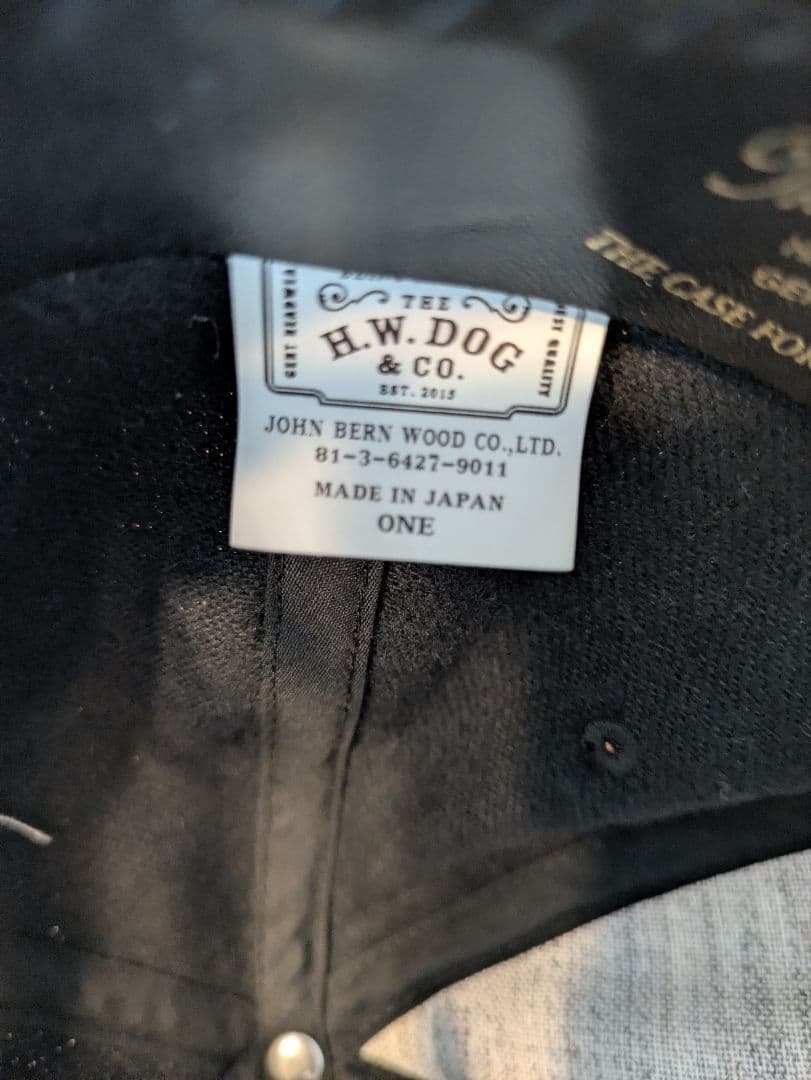 THE
H.W. DOG
& CO.
EST. 2015
QUALITY
JOHN BERN WOOD CO.,LTD.
81-3-6427-9011
MADE IN JAPAN
ONE
THE CASE FOR